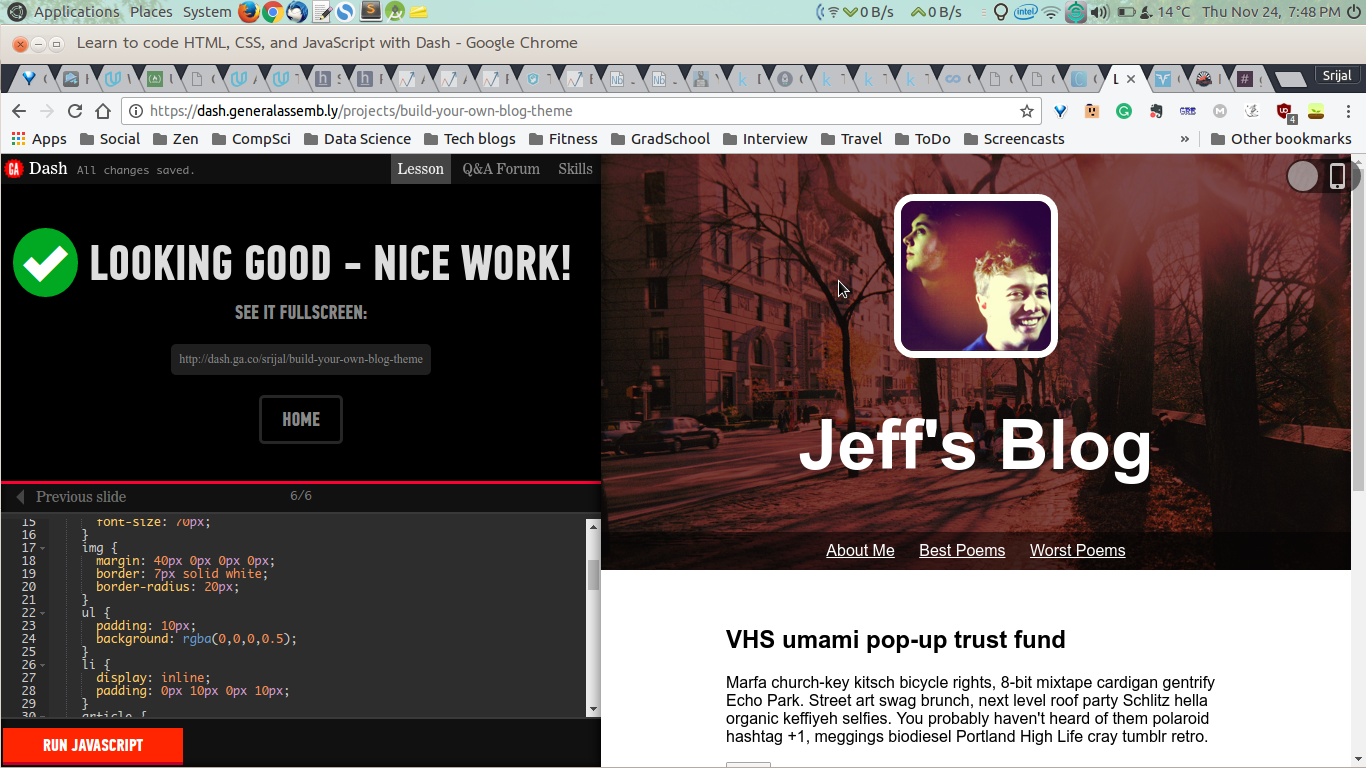 Applications Places System
0 B/s 0 B/s intel 14 °C Thu Nov 24, 7:48 PM
Learn to code HTML, CSS, and JavaScript with Dash - Google Chrome
Srijal
https://dash.generalassemb.ly/projects/build-your-own-blog-theme
GRE
4
Apps Social Zen CompSci Data Science Tech blogs Fitness GradSchool Interview Travel ToDo Screencasts » Other bookmarks
GA Dash All changes saved. Lesson Q&A Forum Skills
LOOKING GOOD - NICE WORK!
SEE IT FULLSCREEN:
http://dash.ga.co/srijal/build-your-own-blog-theme
HOME
Previous slide 6/6
15 font-size: 70px;
16 }
17 img {
18 margin: 40px 0px 0px 0px;
19 border: 7px solid white;
20 border-radius: 20px;
21 }
22 ul {
23 padding: 10px;
24 background: rgba(0,0,0,0.5);
25 }
26 li {
27 display: inline;
28 padding: 0px 10px 0px 10px;
29 }
30 article {
RUN JAVASCRIPT
Jeff's Blog
About Me Best Poems Worst Poems
VHS umami pop-up trust fund
Marfa church-key kitsch bicycle rights, 8-bit mixtape cardigan gentrify
Echo Park. Street art swag brunch, next level roof party Schlitz hella
organic keffiyeh selfies. You probably haven't heard of them polaroid
hashtag +1, meggings biodiesel Portland High Life cray tumblr retro.